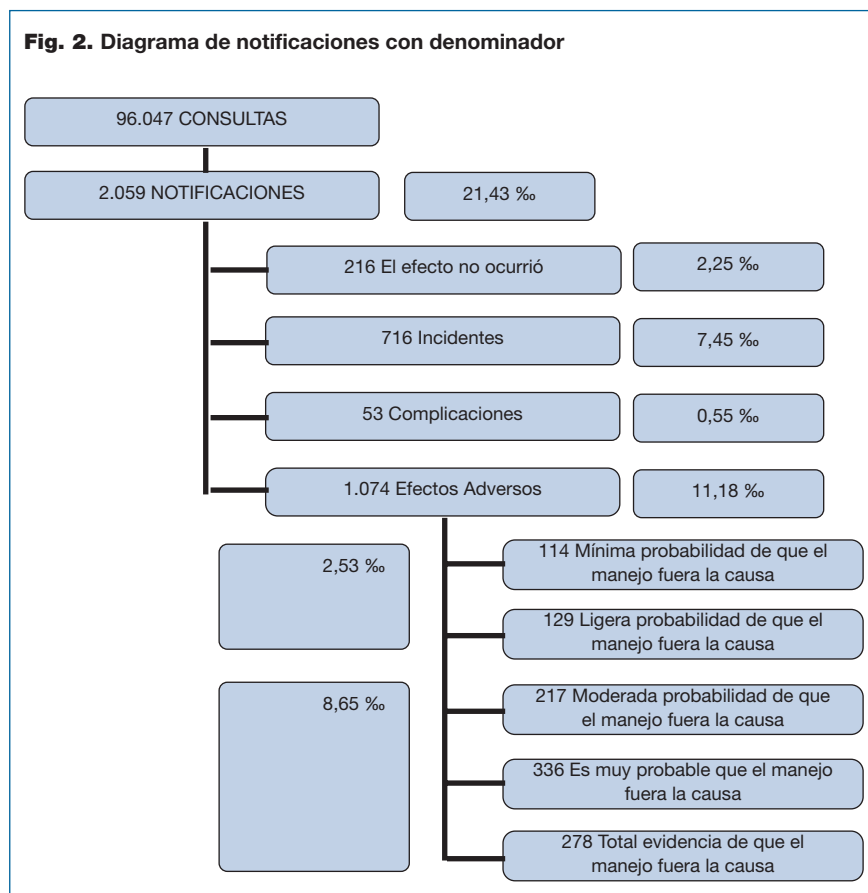 Fig. 2. Diagrama de notificaciones con denominador
96.047 CONSULTAS
2.059 NOTIFICACIONES
21,43 ‰
216 El efecto no ocurrió
2,25 ‰
716 Incidentes
7,45 ‰
53 Complicaciones
0,55 ‰
1.074 Efectos Adversos
11,18 ‰
2,53 ‰
114 Mínima probabilidad de que el
manejo fuera la causa
129 Ligera probabilidad de que el
manejo fuera la causa
8,65 ‰
217 Moderada probabilidad de que
el manejo fuera la causa
336 Es muy probable que el manejo
fuera la causa
278 Total evidencia de que el
manejo fuera la causa